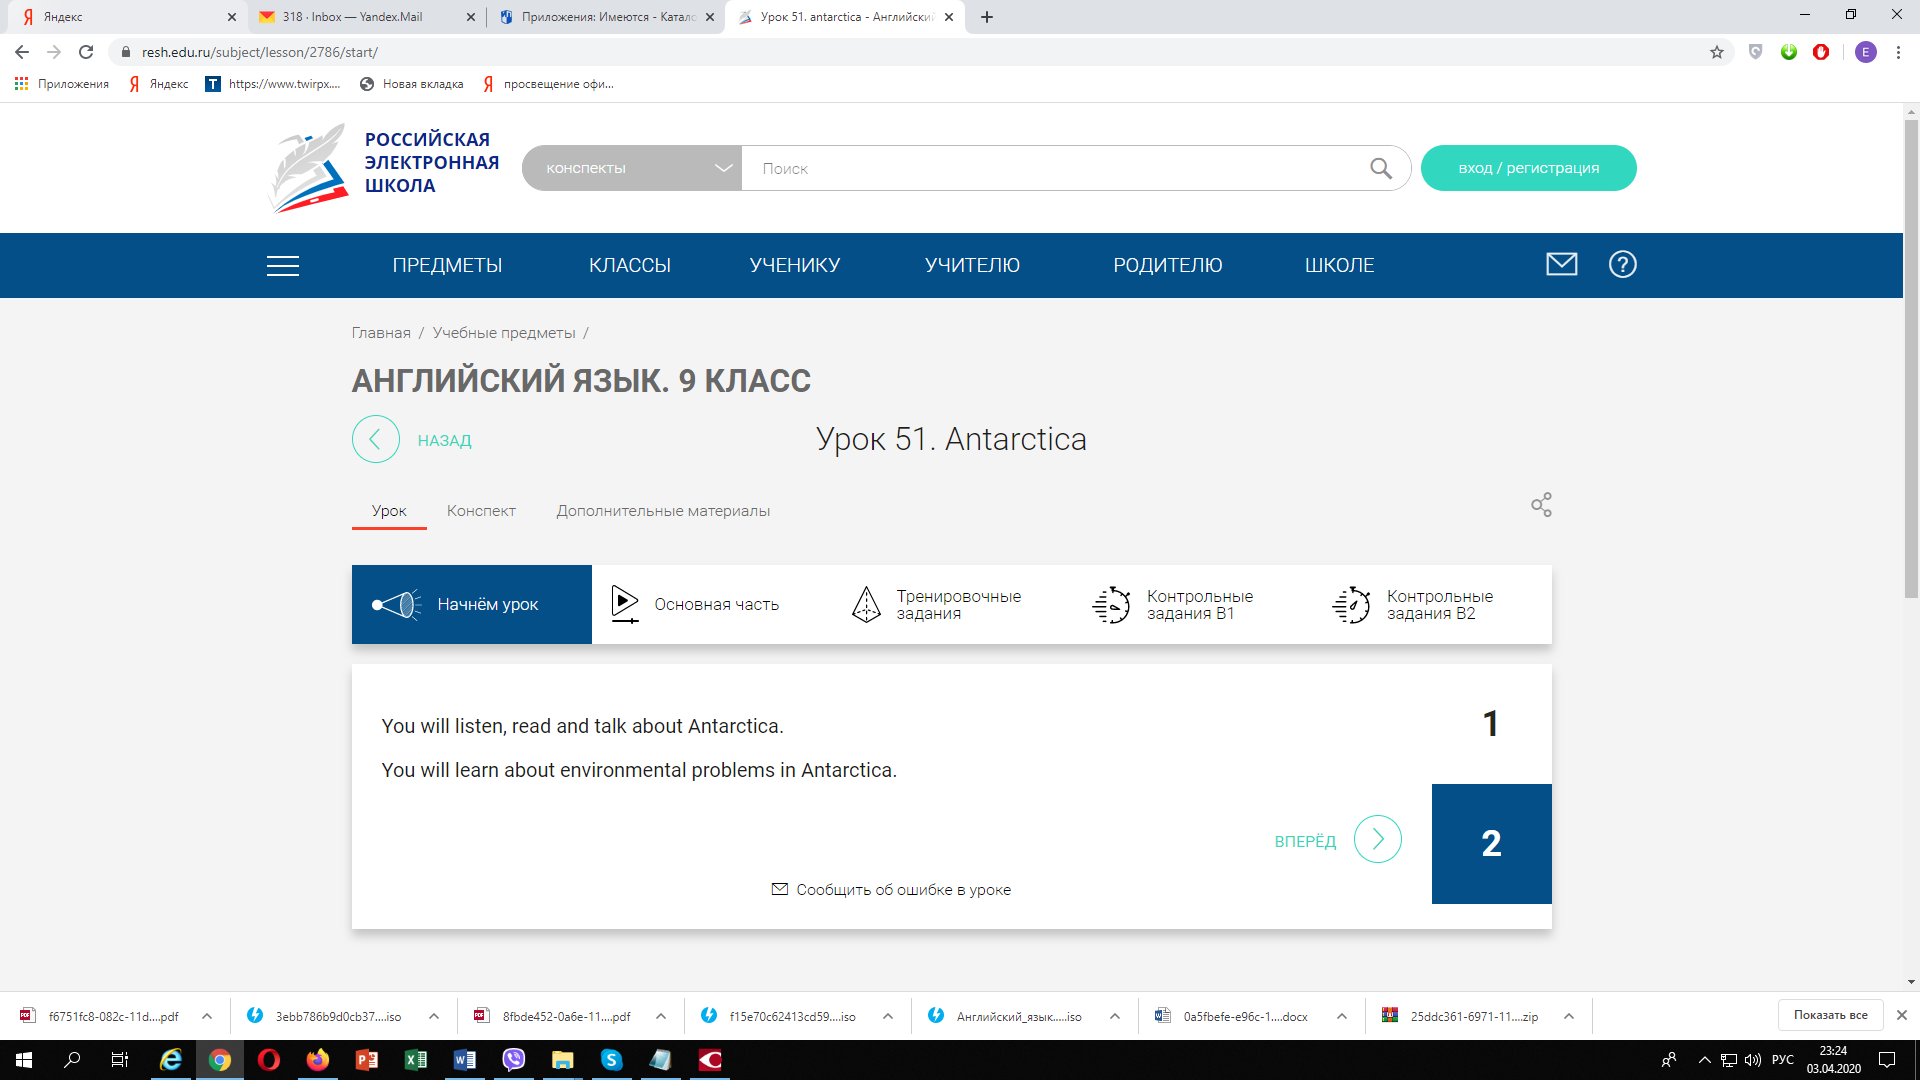 Яндекс
318 · Inbox — Yandex.Mail
Приложения: Имеются - Катало
Урок 51. antarctica - Английский
resh.edu.ru/subject/lesson/2786/start/
E
Приложения
Яндекс
https://www.twirpx....
Новая вкладка
просвещение офи...
РОССИЙСКАЯ
ЭЛЕКТРОННАЯ
ШКОЛА
конспекты
Поиск
вход / регистрация
ПРЕДМЕТЫ
КЛАССЫ
УЧЕНИКУ
УЧИТЕЛЮ
РОДИТЕЛЮ
ШКОЛЕ
Главная / Учебные предметы /
АНГЛИЙСКИЙ ЯЗЫК. 9 КЛАСС
НАЗАД
Урок 51. Antarctica
Урок
Конспект
Дополнительные материалы
Начнём урок
Основная часть
Тренировочные
задания
Контрольные
задания В1
Контрольные
задания В2
You will listen, read and talk about Antarctica.
You will learn about environmental problems in Antarctica.
1
2
ВПЕРЁД
Сообщить об ошибке в уроке
f6751fc8-082c-11d....pdf
3ebb786b9d0cb37....iso
8fbde452-0a6e-11....pdf
f15e70c62413cd59....iso
Английский_язык.....iso
0a5fbefe-e96c-1....docx
25ddc361-6971-11....zip
Показать все
РУС
23:24
03.04.2020